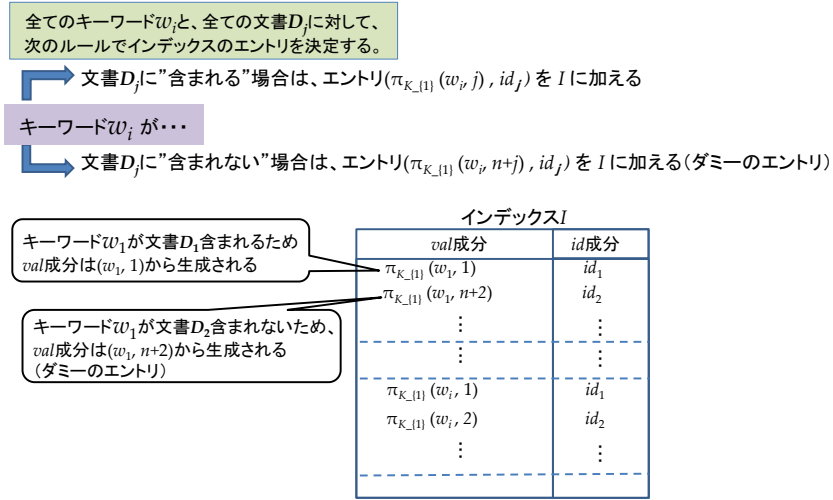 全てのキーワードwiと、全ての文書Djに対して、
次のルールでインデックスのエントリを決定する。
文書Djに”含まれる”場合は、エントリ(πK_{1} (wi, j) , idj) を I に加える
キーワードwi が・・・
文書Djに”含まれない”場合は、エントリ(πK_{1} (wi, n+j) , idj) を I に加える(ダミーのエントリ)
インデックスI
val成分 id成分
キーワードw1が文書D1含まれるため
val成分は(w1, 1)から生成される
πK_{1} (w1, 1) id1
πK_{1} (w1, n+2) id2
キーワードw1が文書D2含まれないため、
val成分は(w1, n+2)から生成される
(ダミーのエントリ)
⋮ ⋮
⋮ ⋮
πK_{1} (wi , 1) id1
πK_{1} (wi , 2) id2
⋮ ⋮